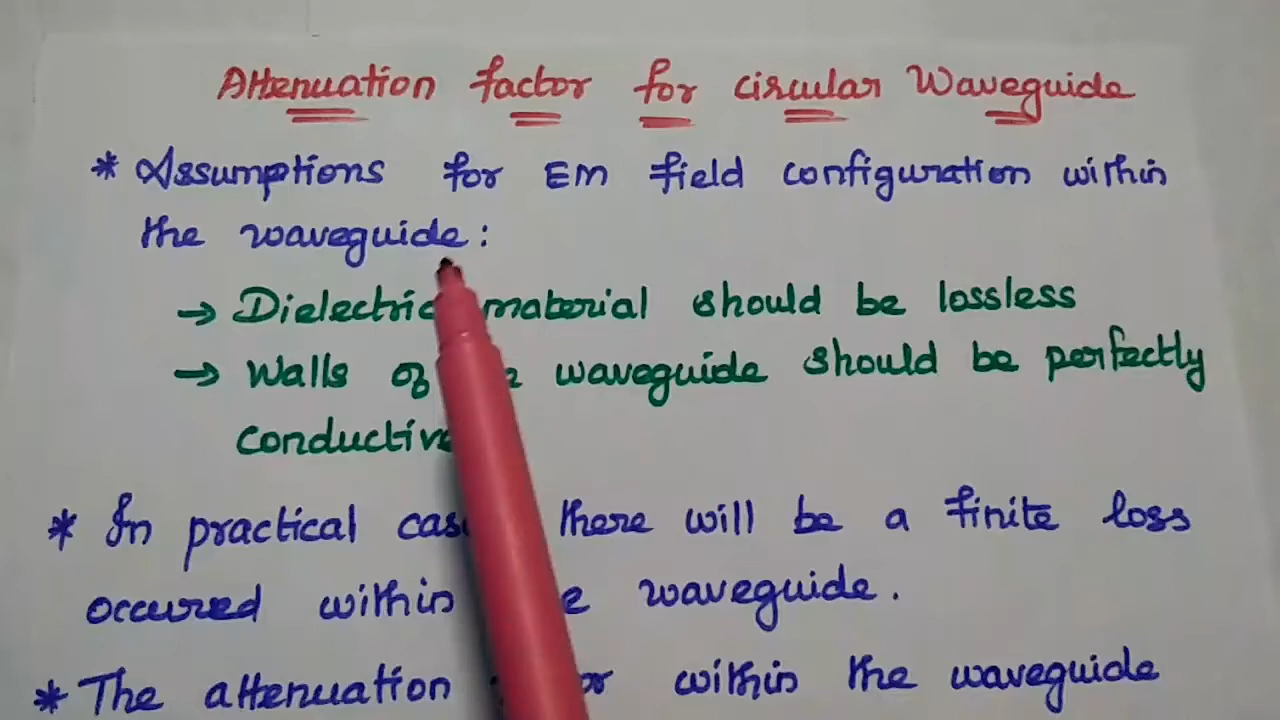 Attenuation factor for circular Waveguide
* Assumptions for EM field configuration within
the waveguide:
→ Dielectric material should be lossless
→ Walls of waveguide should be perfectly
conductive
* In practical case there will be a finite loss
occured within waveguide.
* The attenuation within the waveguide